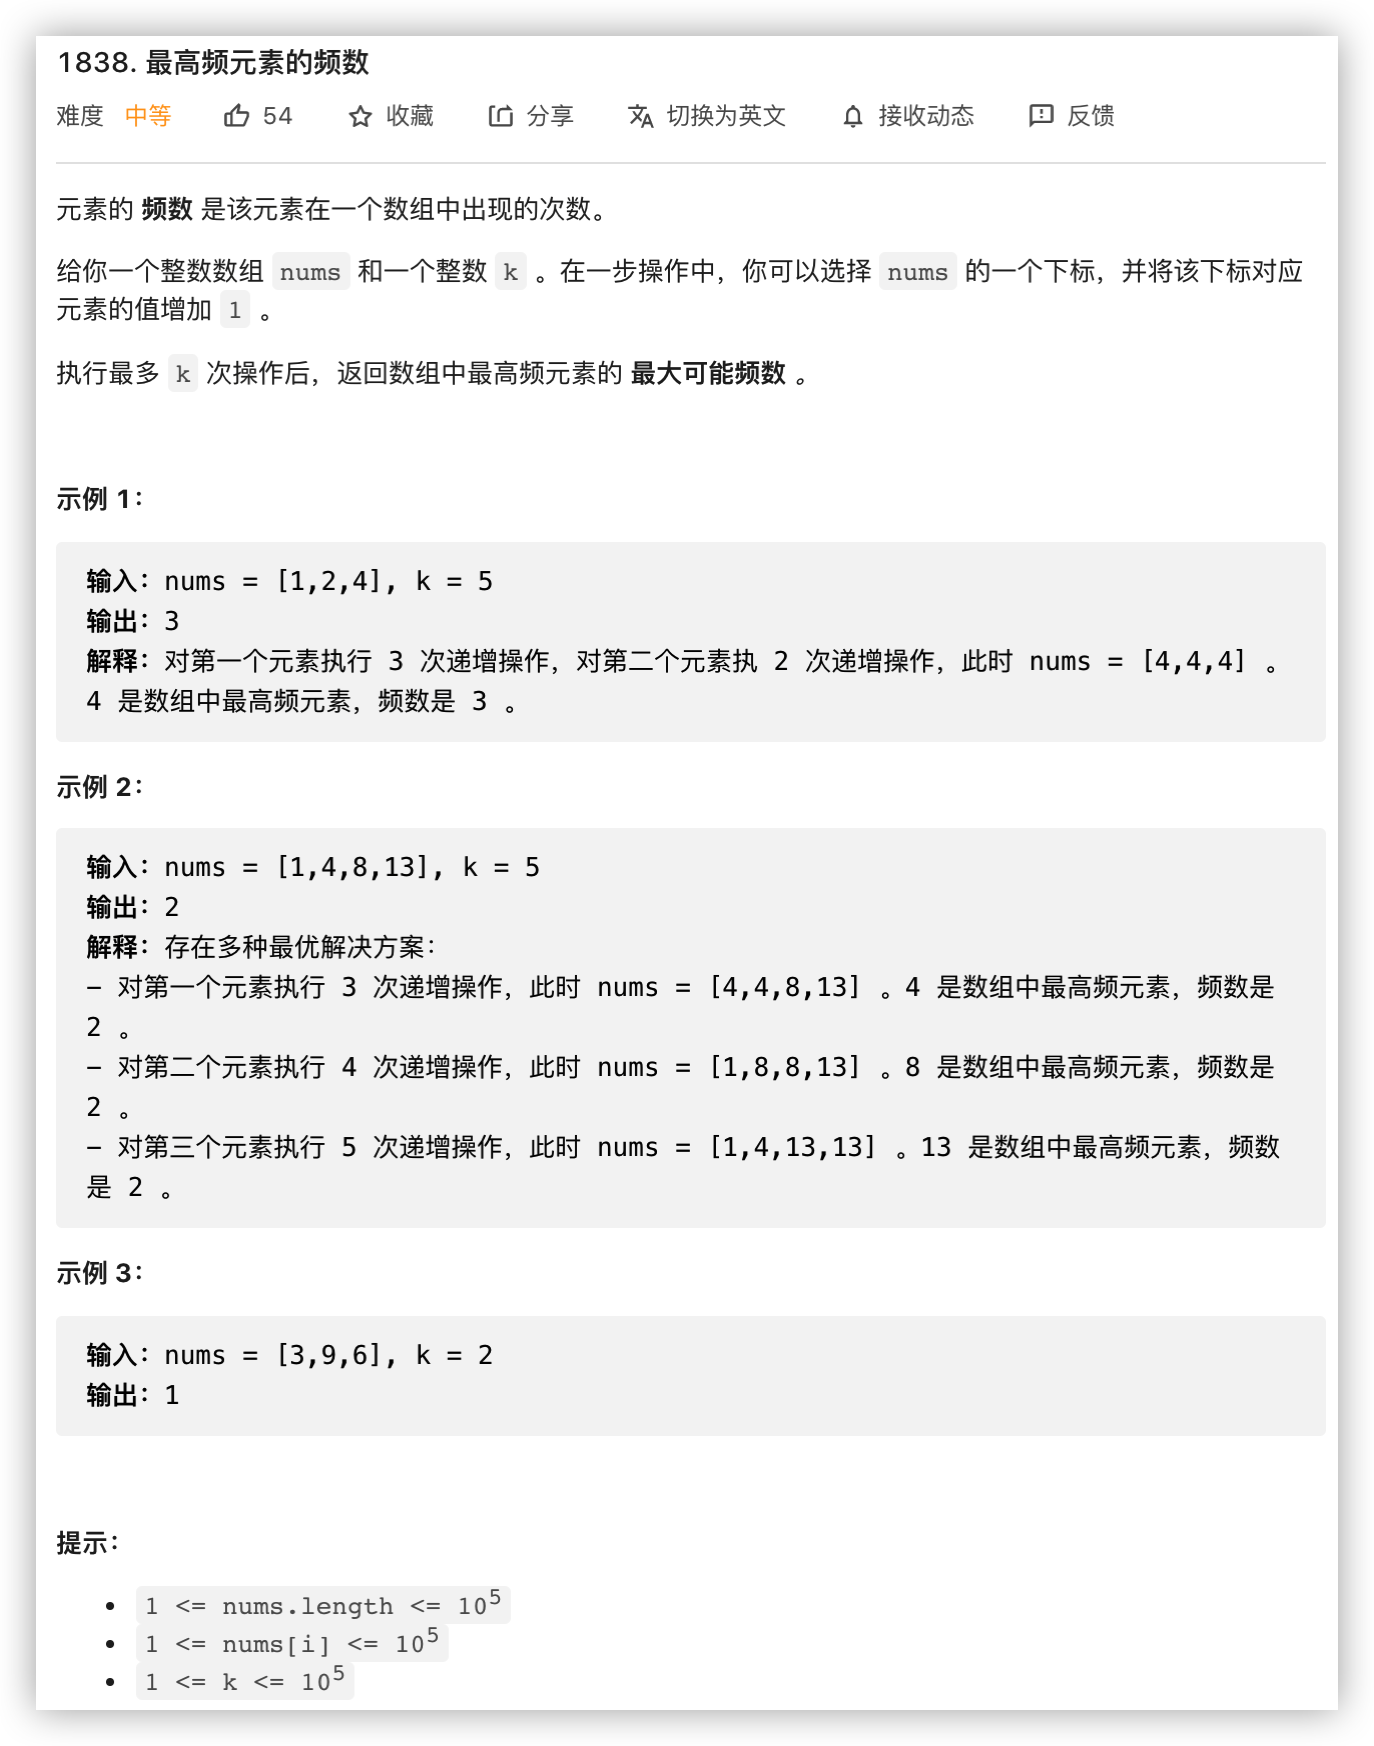 1838. 最高频元素的频数
难度 中等 54 收藏 分享 切换为英文 接收动态 反馈
元素的 频数 是该元素在一个数组中出现的次数。
给你一个整数数组 nums 和一个整数 k 。在一步操作中，你可以选择 nums 的一个下标，并将该下标对应
元素的值增加 1 。
执行最多 k 次操作后，返回数组中最高频元素的 最大可能频数 。
示例 1：
输入：nums = [1,2,4], k = 5
输出：3
解释：对第一个元素执行 3 次递增操作，对第二个元素执 2 次递增操作，此时 nums = [4,4,4] 。
4 是数组中最高频元素，频数是 3 。
示例 2：
输入：nums = [1,4,8,13], k = 5
输出：2
解释：存在多种最优解决方案：
- 对第一个元素执行 3 次递增操作，此时 nums = [4,4,8,13] 。4 是数组中最高频元素，频数是
2 。
- 对第二个元素执行 4 次递增操作，此时 nums = [1,8,8,13] 。8 是数组中最高频元素，频数是
2 。
- 对第三个元素执行 5 次递增操作，此时 nums = [1,4,13,13] 。13 是数组中最高频元素，频数
是 2 。
示例 3：
输入：nums = [3,9,6], k = 2
输出：1
提示：
• 1 <= nums.length <= 10⁵
• 1 <= nums[i] <= 10⁵
• 1 <= k <= 10⁵